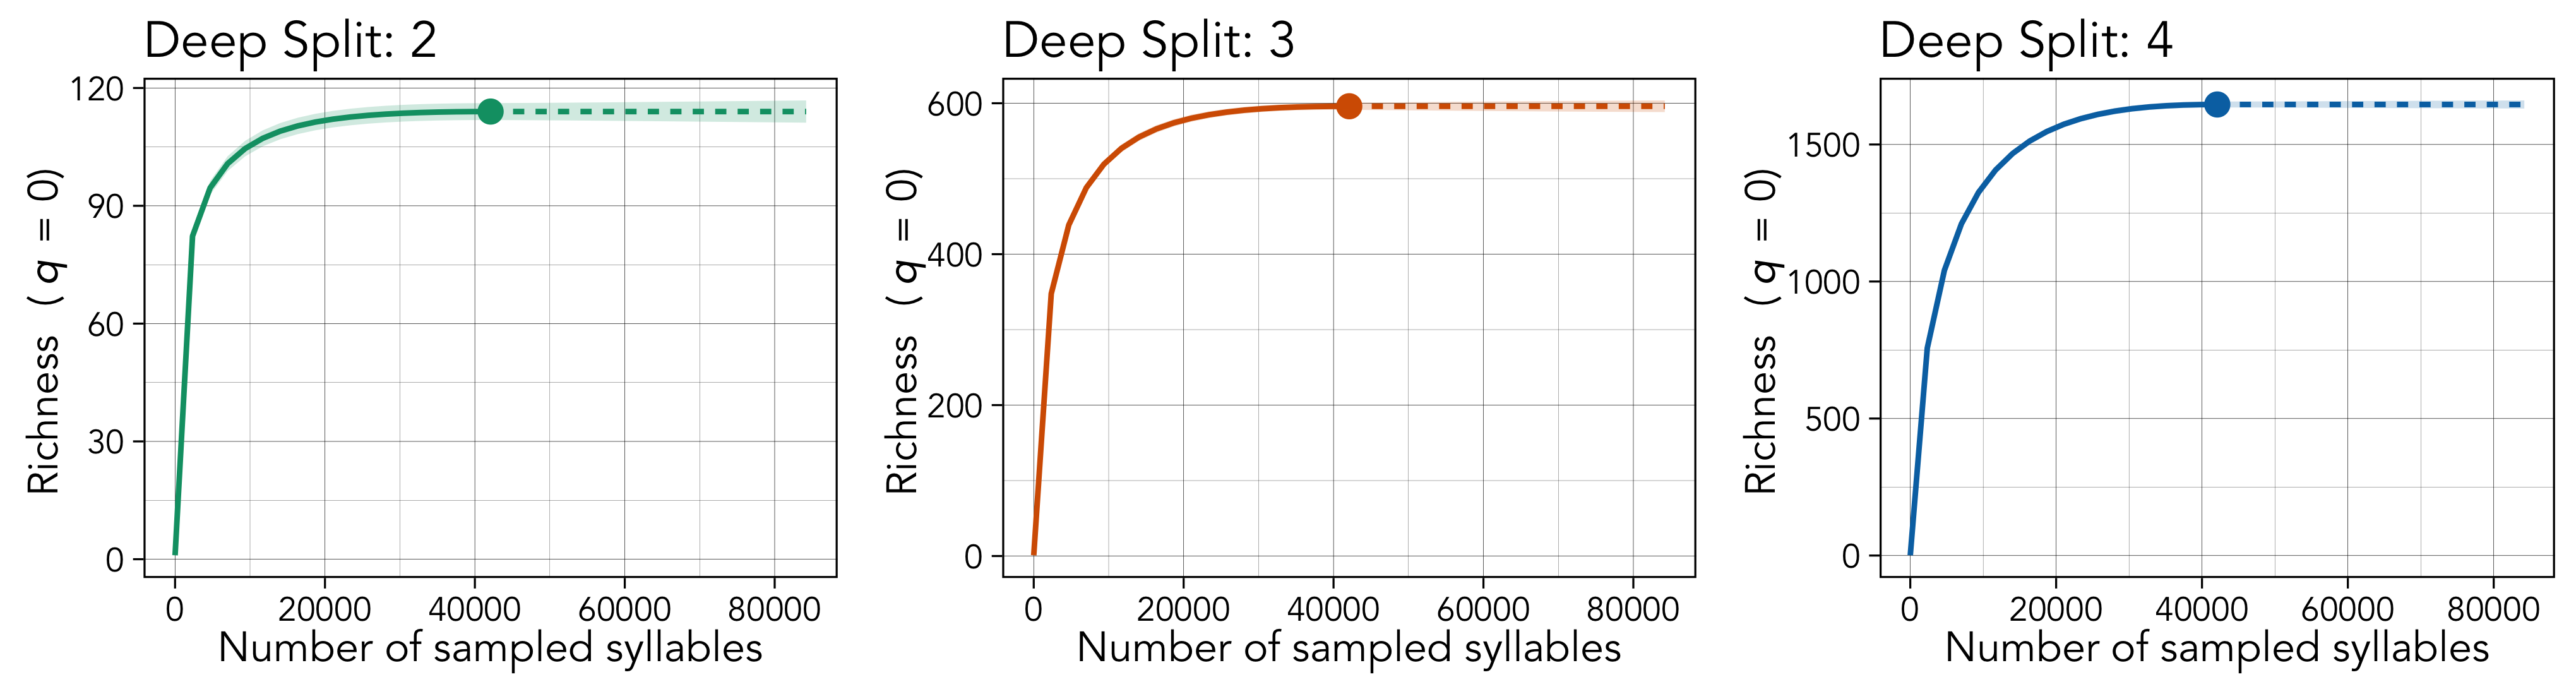 Deep Split: 2
Richness ( q = 0)
120
90
60
30
0
0 20000 40000 60000 80000
Number of sampled syllables
Deep Split: 3
Richness ( q = 0)
600
400
200
0
0 20000 40000 60000 80000
Number of sampled syllables
Deep Split: 4
Richness ( q = 0)
1500
1000
500
0
0 20000 40000 60000 80000
Number of sampled syllables